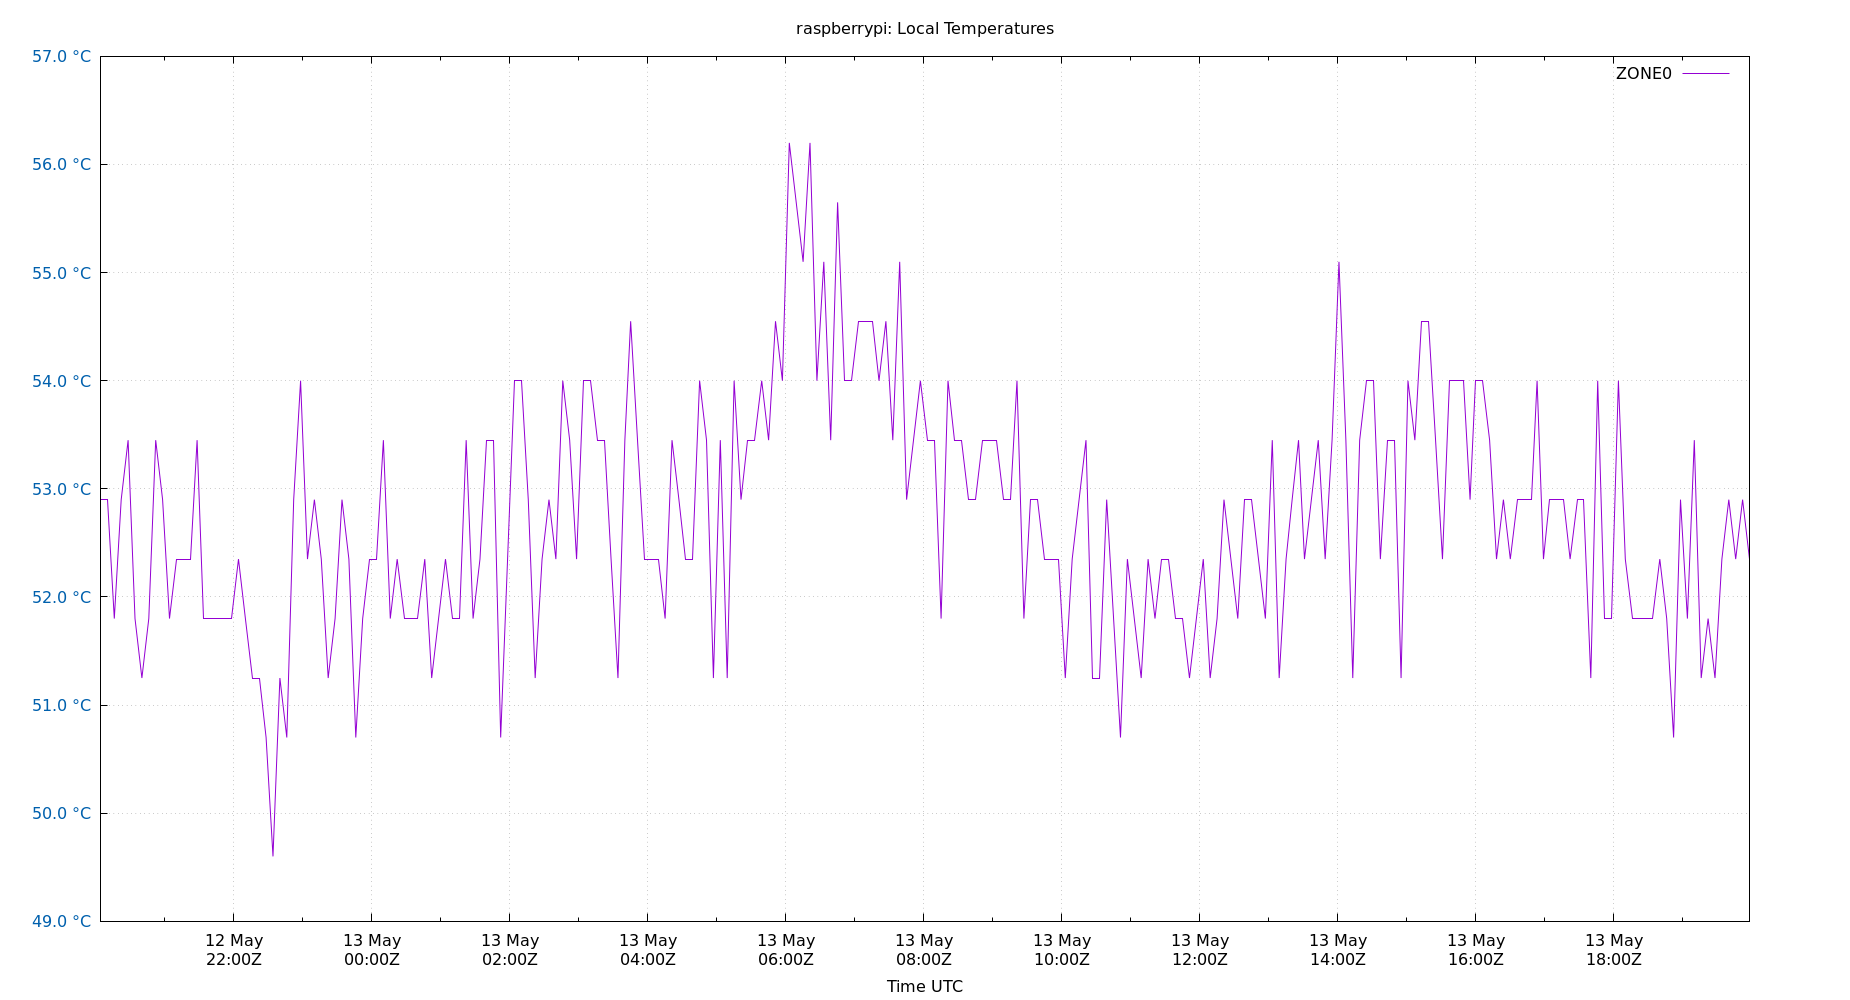 raspberrypi: Local Temperatures
57.0 °C
ZONE0
56.0 °C
55.0 °C
54.0 °C
53.0 °C
52.0 °C
51.0 °C
50.0 °C
49.0 °C
12 May 13 May 13 May 13 May 13 May 13 May 13 May 13 May 13 May 13 May 13 May
22:00Z 00:00Z 02:00Z 04:00Z 06:00Z 08:00Z 10:00Z 12:00Z 14:00Z 16:00Z 18:00Z
Time UTC